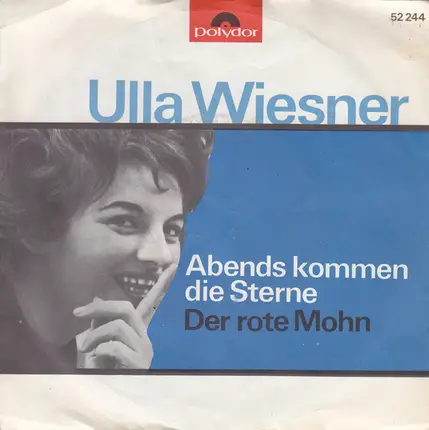 polydor
52 244
Ulla Wiesner
Abends kommen
die Sterne
Der rote Mohn